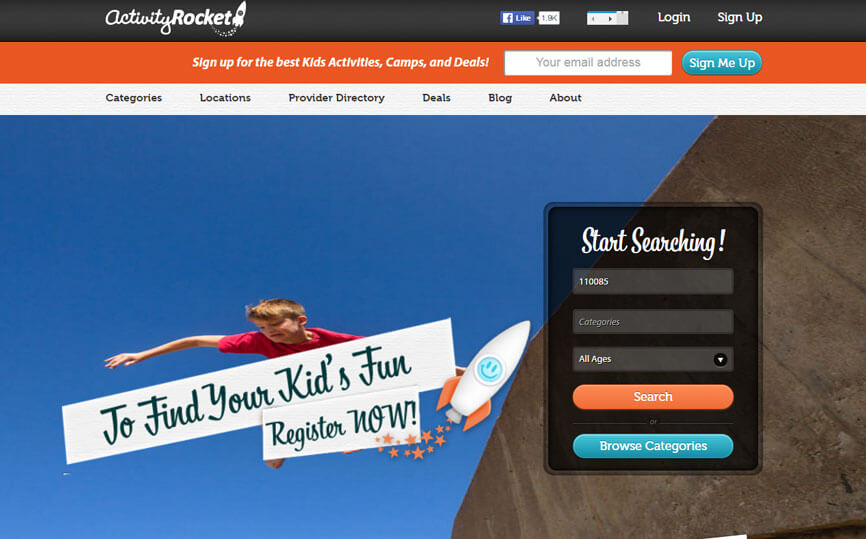 ActivityRocket
Like
1.9K
Login
Sign Up
Sign up for the best Kids Activities, Camps, and Deals!
Your email address
Sign Me Up
Categories
Locations
Provider Directory
Deals
Blog
About
Start Searching!
110085
Categories
All Ages
Search
or
Browse Categories
To Find Your Kid's Fun
Register NOW!